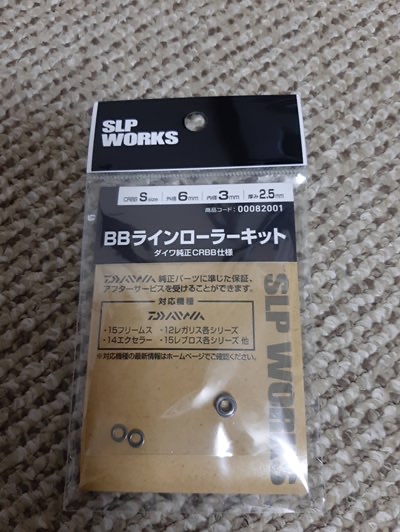 SLP
WORKS
CRBB S size 外径 6mm 内径 3mm 厚み 2.5mm
商品コード：00082001
BBラインローラーキット
ダイワ純正CRBB仕様
DAIWA 純正パーツに準じた保証、
アフターサービスを受けることができます。
対応機種
DAIWA
・15フリームス ・12レガリス各シリーズ
・14エクセラー ・15レブロス各シリーズ 他
※対応機種の最新情報はホームページでご確認ください。
SLP WORKS